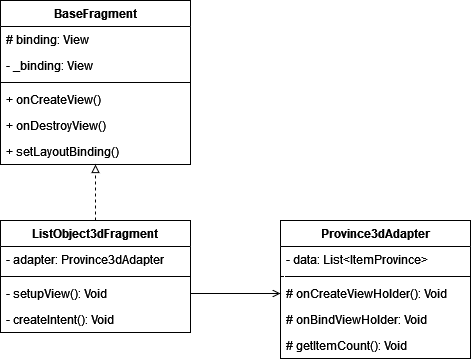 BaseFragment
# binding: View
- _binding: View
+ onCreateView()
+ onDestroyView()
+ setLayoutBinding()
ListObject3dFragment
- adapter: Province3dAdapter
- setupView(): Void
- createIntent(): Void
Province3dAdapter
- data: List<ItemProvince>
# onCreateViewHolder(): Void
# onBindViewHolder: Void
# getItemCount(): Void